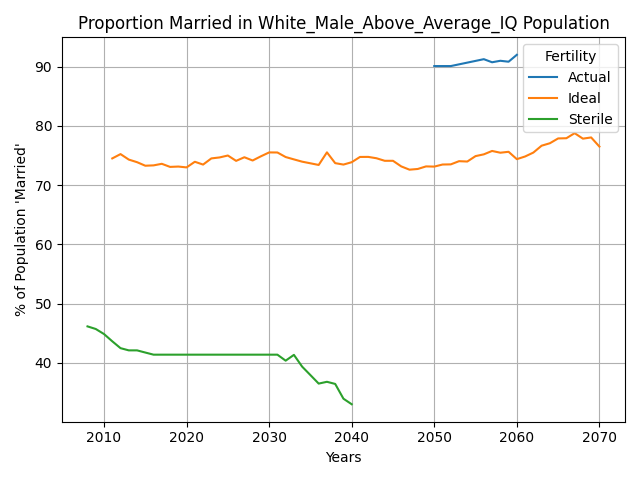 Proportion Married in White_Male_Above_Average_IQ Population
Fertility
Actual
Ideal
Sterile
% of Population 'Married'
90
80
70
60
50
40
2010
2020
2030
2040
2050
2060
2070
Years